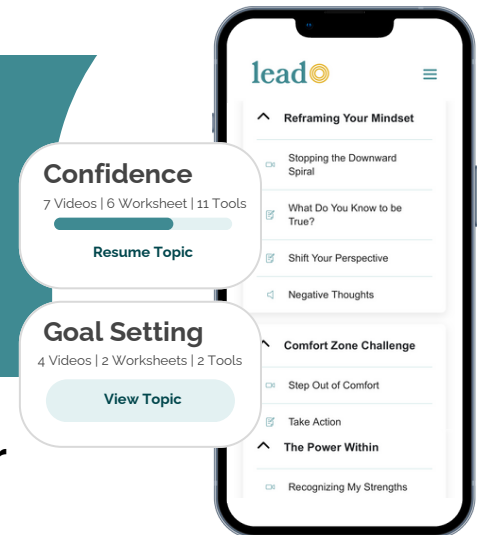 lead
Reframing Your Mindset
Stopping the Downward
Spiral
What Do You Know to be
True?
Shift Your Perspective
Negative Thoughts
Comfort Zone Challenge
Step Out of Comfort
Take Action
The Power Within
Recognizing My Strengths
Confidence
7 Videos | 6 Worksheet | 11 Tools
Resume Topic
Goal Setting
4 Videos | 2 Worksheets | 2 Tools
View Topic
r